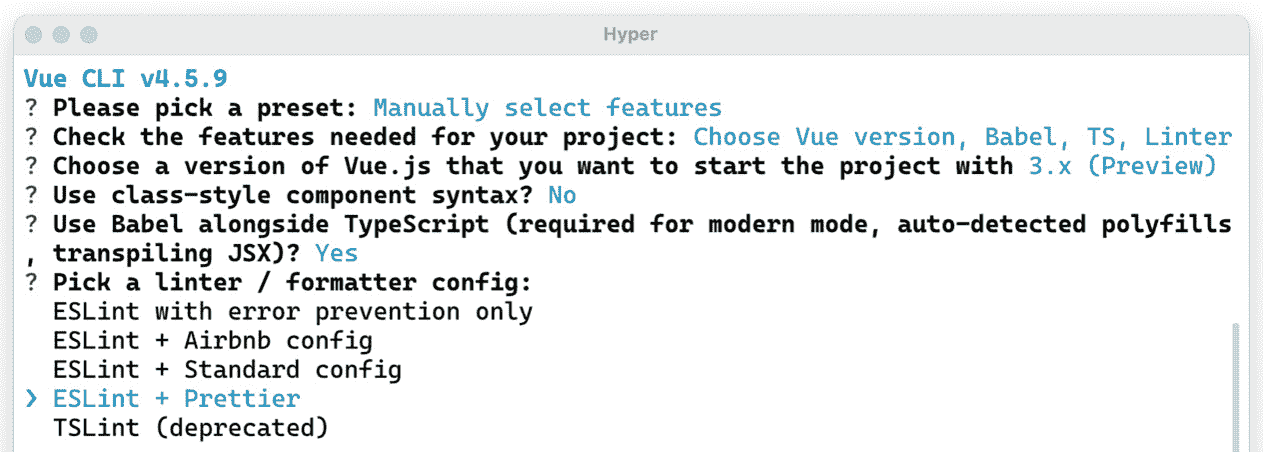 Hyper
Vue CLI v4.5.9
? Please pick a preset: Manually select features
? Check the features needed for your project: Choose Vue version, Babel, TS, Linter
? Choose a version of Vue.js that you want to start the project with 3.x (Preview)
? Use class-style component syntax? No
? Use Babel alongside TypeScript (required for modern mode, auto-detected polyfills
, transpiling JSX)? Yes
? Pick a linter / formatter config:
ESLint with error prevention only
ESLint + Airbnb config
ESLint + Standard config
❯ ESLint + Prettier
TSLint (deprecated)